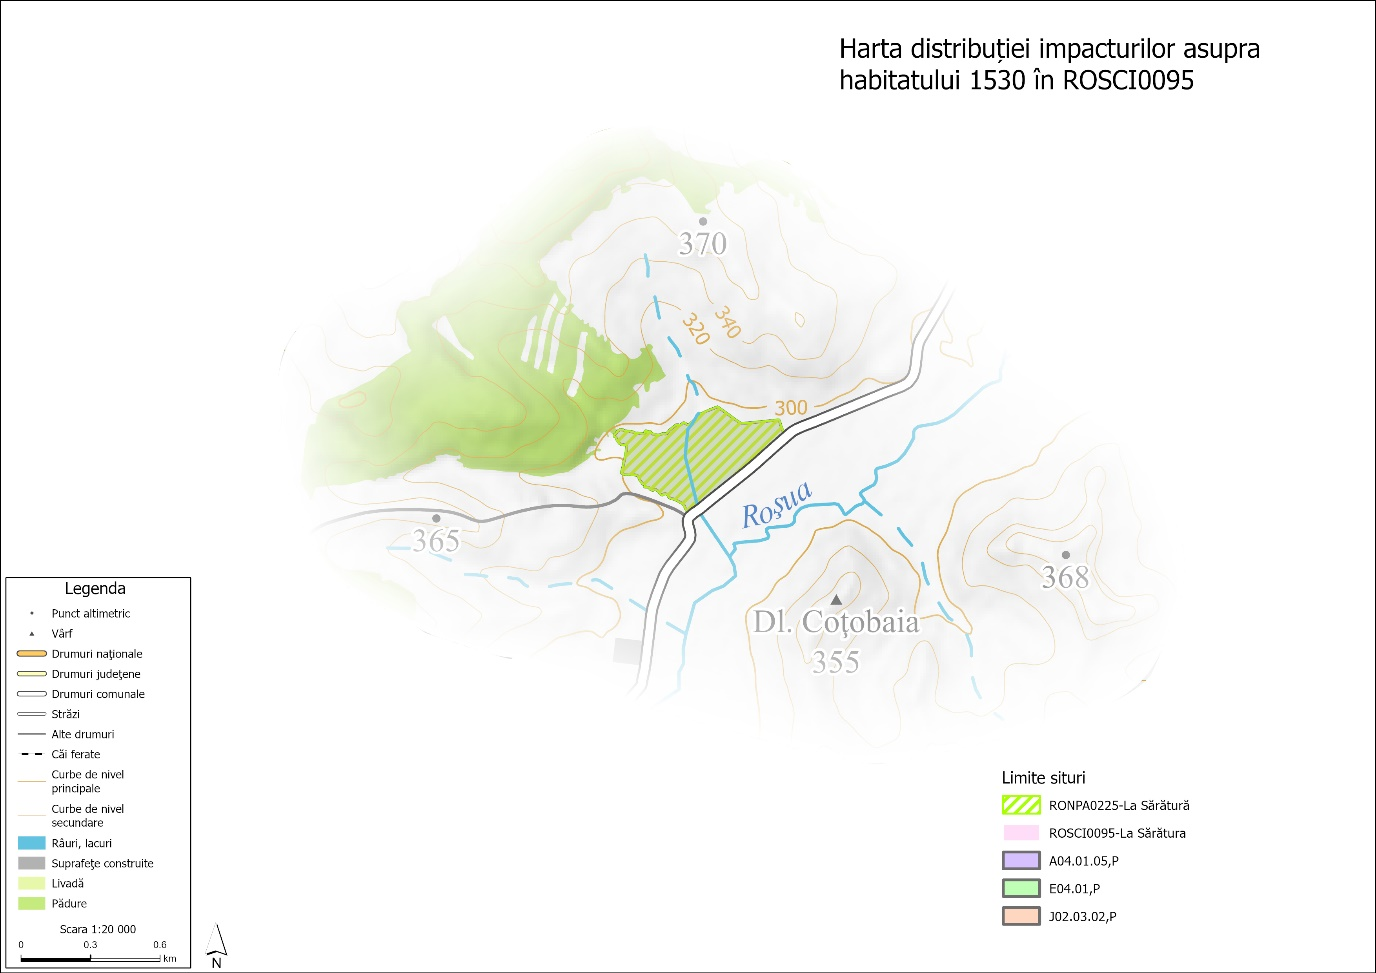 Harta distribuției impacturilor asupra
habitatului 1530 în ROSCI0095
370
340
320
300
Roşua
365
368
Dl. Coţobaia
355
Legenda
Punct altimetric
Vârf
Drumuri naţionale
Drumuri judeţene
Drumuri comunale
Străzi
Alte drumuri
Căi ferate
Curbe de nivel
principale
Curbe de nivel
secundare
Râuri, lacuri
Suprafeţe construite
Livadă
Pădure
Scara 1:20 000
0 0.3 0.6
km
N
Limite situri
RONPA0225-La Sărătură
ROSCI0095-La Sărătura
A04.01.05,P
E04.01,P
J02.03.02,P